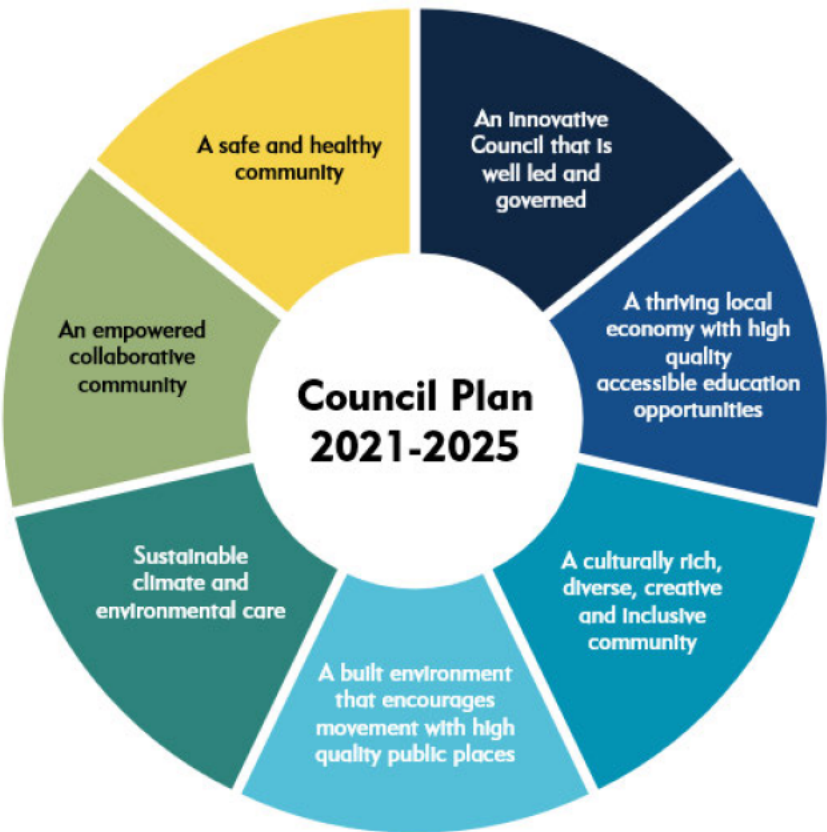 Council Plan
2021-2025
An innovative
Council that is
well led and
governed
A thriving local
economy with high
quality
accessible education
opportunities
A culturally rich,
diverse, creative
and inclusive
community
A built environment
that encourages
movement with high
quality public places
Sustainable
climate and
environmental care
An empowered
collaborative
community
A safe and healthy
community